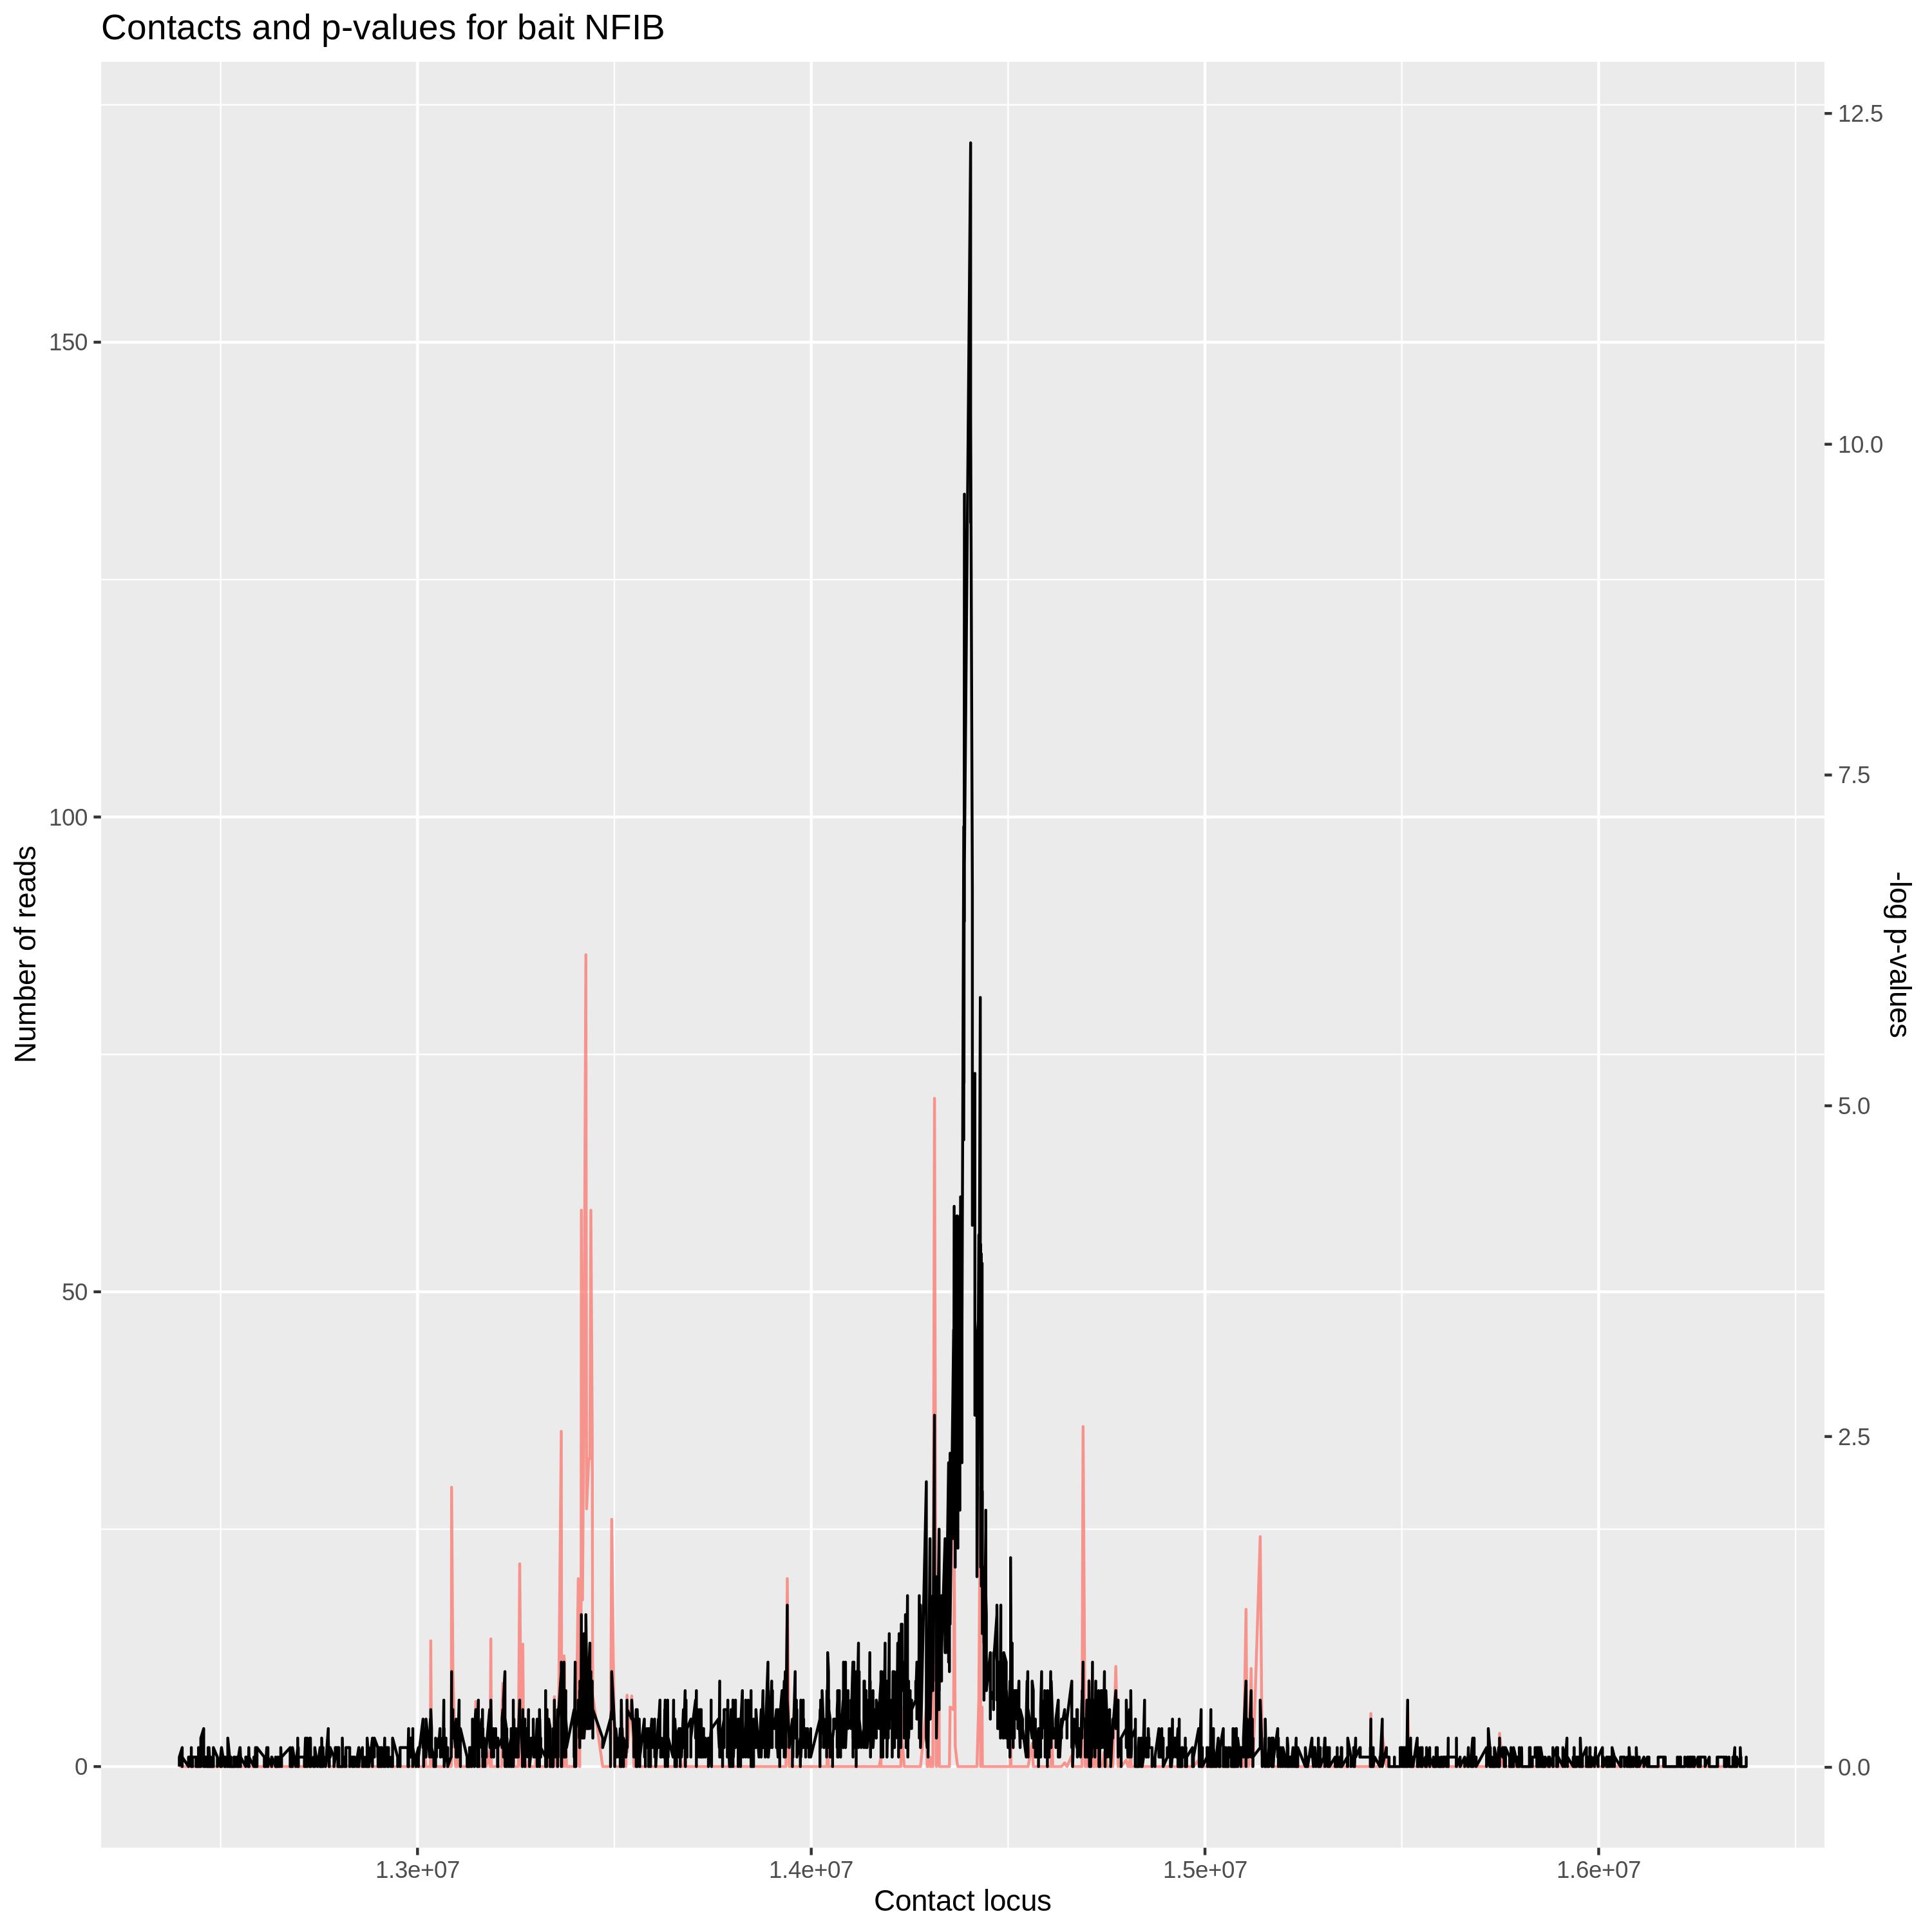 Contacts and p-values for bait NFIB
Number of reads
150
100
50
0
12.5
10.0
7.5
5.0
2.5
0.0
-log p-values
1.3e+07
1.4e+07
1.5e+07
1.6e+07
Contact locus